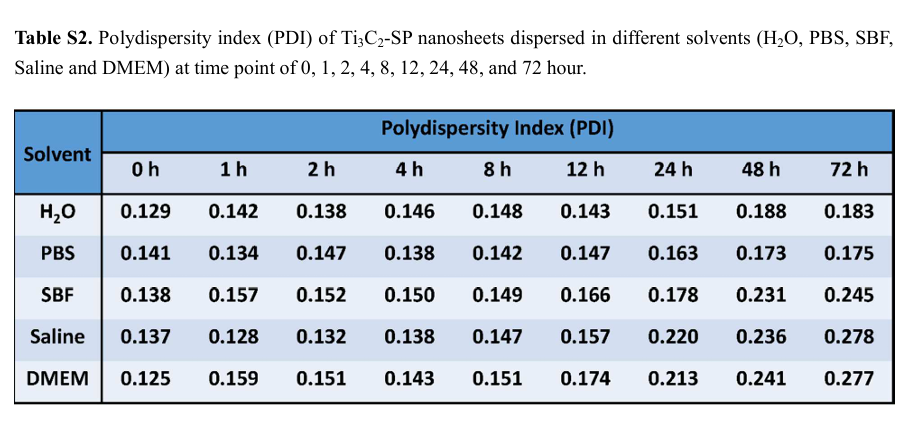 Table S2. Polydispersity index (PDI) of Ti₃C₂-SP nanosheets dispersed in different solvents (H₂O, PBS, SBF,
Saline and DMEM) at time point of 0, 1, 2, 4, 8, 12, 24, 48, and 72 hour.
Solvent Polydispersity Index (PDI)
0 h 1 h 2 h 4 h 8 h 12 h 24 h 48 h 72 h
H₂O 0.129 0.142 0.138 0.146 0.148 0.143 0.151 0.188 0.183
PBS 0.141 0.134 0.147 0.138 0.142 0.147 0.163 0.173 0.175
SBF 0.138 0.157 0.152 0.150 0.149 0.166 0.178 0.231 0.245
Saline 0.137 0.128 0.132 0.138 0.147 0.157 0.220 0.236 0.278
DMEM 0.125 0.159 0.151 0.143 0.151 0.174 0.213 0.241 0.277